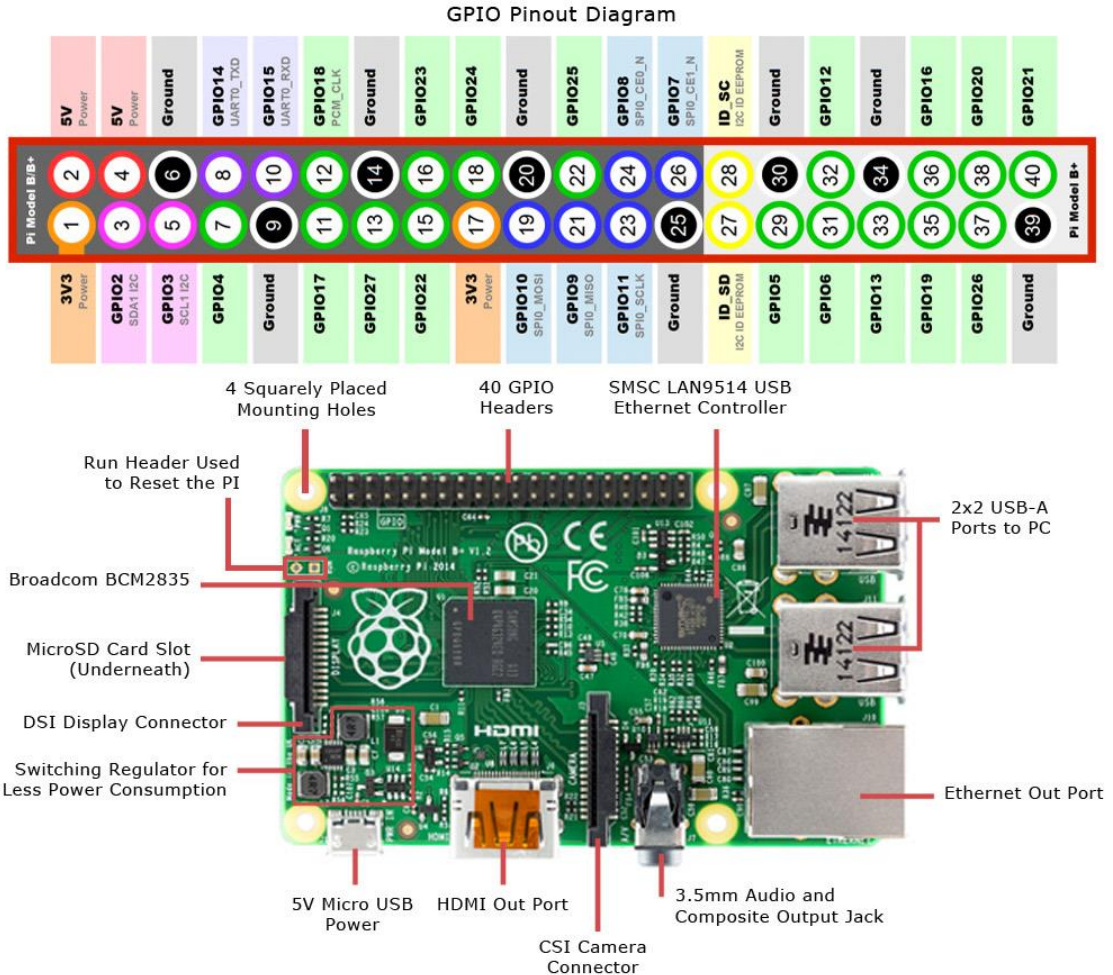 GPIO Pinout Diagram
5V
Power
5V
Power
Ground
GPIO14
UART0_TXD
GPIO15
UART0_RXD
GPIO18
PCM_CLK
Ground
GPIO23
GPIO24
Ground
GPIO25
GPIO8
SPI0_CE0_N
GPIO7
SPI0_CE1_N
ID_SC
I2C ID EEPROM
Ground
GPIO12
Ground
GPIO16
GPIO20
GPIO21
Pi Model B/B+
2 4 6 8 10 12 14 16 18 20 22 24 26 28 30 32 34 36 38 40
1 3 5 7 9 11 13 15 17 19 21 23 25 27 29 31 33 35 37 39
Pi Model B+
3V3
Power
GPIO2
SDA1 I2C
GPIO3
SCL1 I2C
GPIO4
Ground
GPIO17
GPIO27
GPIO22
3V3
Power
GPIO10
SPI0_MOSI
GPIO9
SPI0_MISO
GPIO11
SPI0_SCLK
Ground
ID_SD
I2C ID EEPROM
GPIO5
GPIO6
GPIO13
GPIO19
GPIO26
Ground
4 Squarely Placed
Mounting Holes
40 GPIO
Headers
SMSC LAN9514 USB
Ethernet Controller
Run Header Used
to Reset the PI
2x2 USB-A
Ports to PC
Broadcom BCM2835
MicroSD Card Slot
(Underneath)
DSI Display Connector
Switching Regulator for
Less Power Consumption
Ethernet Out Port
5V Micro USB
Power
HDMI Out Port
CSI Camera
Connector
3.5mm Audio and
Composite Output Jack
GPIO
Raspberry Pi Model B+ V1.2
© Raspberry Pi 2014
Pb
CE
FC
14122
14122
USB
USB
DISPLAY
HDMI
CAMERA
A/V
ETHERNET